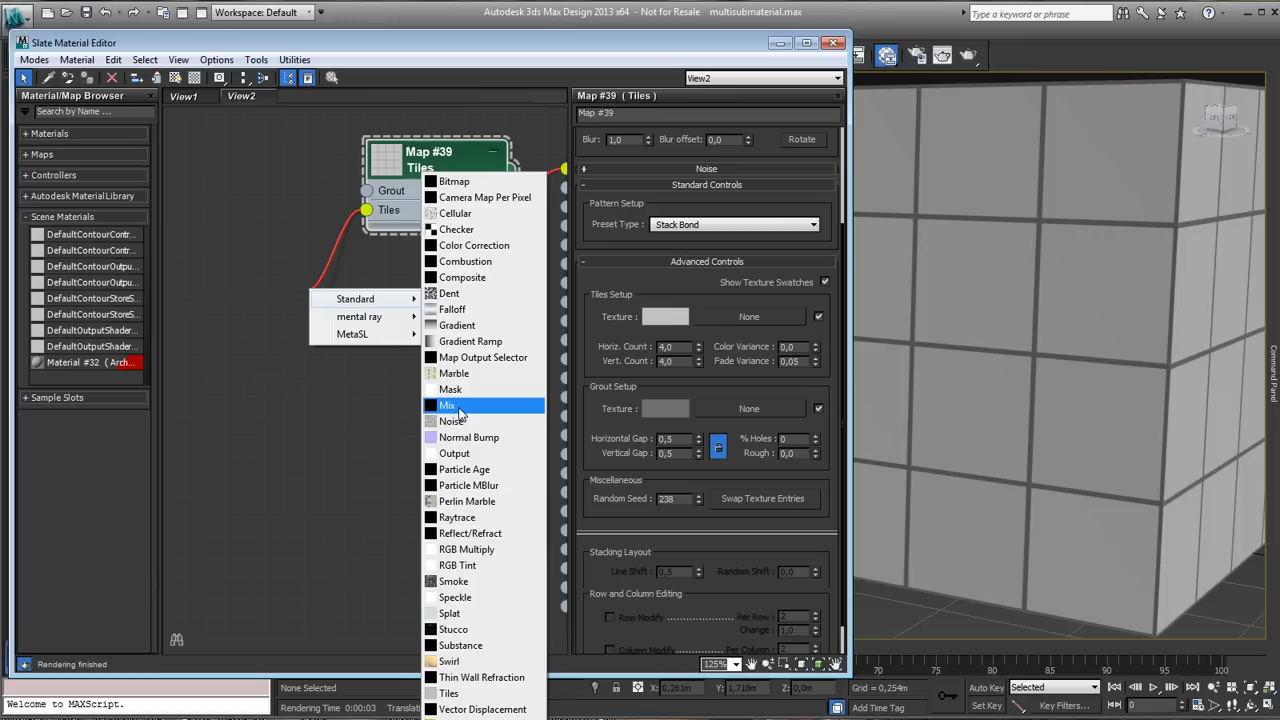 Workspace: Default
Autodesk 3ds Max Design 2013 x64 - Not for Resale multisubmaterial.max
Type a keyword or phrase
Slate Material Editor
Modes Material Edit Select View Options Tools Utilities
View2
Material/Map Browser
View1 View2
Map #39 ( Tiles )
Search by Name ...
Map #39
+ Materials
+ Maps
+ Controllers
+ Autodesk Material Library
- Scene Materials
DefaultContourContr...
DefaultContourContr...
DefaultContourOutpu...
DefaultContourOutpu...
DefaultContourStoreS...
DefaultContourStoreS...
DefaultOutputShader...
DefaultOutputShader...
Material #32 ( Arch...
+ Sample Slots
Map #39
Tiles
Grout
Tiles
Standard
mental ray
MetaSL
Bitmap
Camera Map Per Pixel
Cellular
Checker
Color Correction
Combustion
Composite
Dent
Falloff
Gradient
Gradient Ramp
Map Output Selector
Marble
Mask
Mix
Noise
Normal Bump
Output
Particle Age
Particle MBlur
Perlin Marble
Raytrace
Reflect/Refract
RGB Multiply
RGB Tint
Smoke
Speckle
Splat
Stucco
Substance
Swirl
Thin Wall Refraction
Tiles
Vector Displacement
Blur: 1,0 Blur offset: 0,0 Rotate
+ Noise
- Standard Controls
Pattern Setup
Preset Type : Stack Bond
- Advanced Controls
Show Texture Swatches
Tiles Setup
Texture : None
Horiz. Count : 4,0 Color Variance : 0,0
Vert. Count : 4,0 Fade Variance : 0,05
Grout Setup
Texture : None
Horizontal Gap : 0,5 % Holes : 0
Vertical Gap : 0,5 Rough : 0,0
Miscellaneous
Random Seed : 238 Swap Texture Entries
Stacking Layout
Line Shift : 0,5 Random Shift : 0,0
Row and Column Editing
Row Modify Per Row : 2
Change : 1,0
Column Modify Per Column : 2
Rendering finished
125%
Command Panel
70 75 80 85 90 95 100
None Selected X: 0,261m Y: 1,718m Z: 0,0m Grid = 0,254m Auto Key Selected
Welcome to MAXScript. Rendering Time 0:00:03 Add Time Tag Set Key Key Filters...